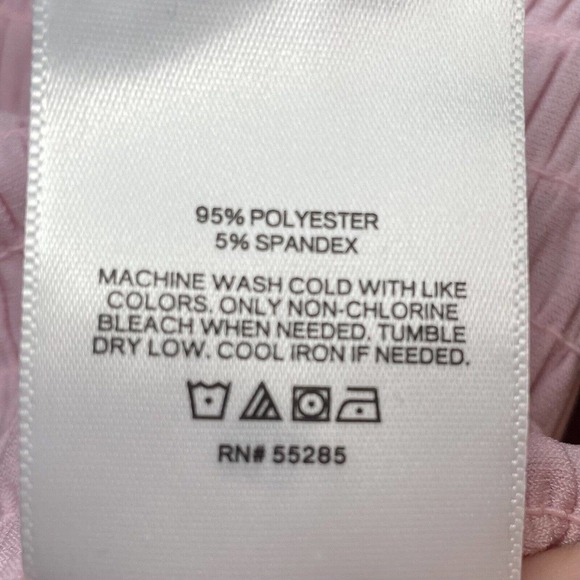 95% POLYESTER
5% SPANDEX
MACHINE WASH COLD WITH LIKE
COLORS. ONLY NON-CHLORINE
BLEACH WHEN NEEDED. TUMBLE
DRY LOW. COOL IRON IF NEEDED.
RN# 55285